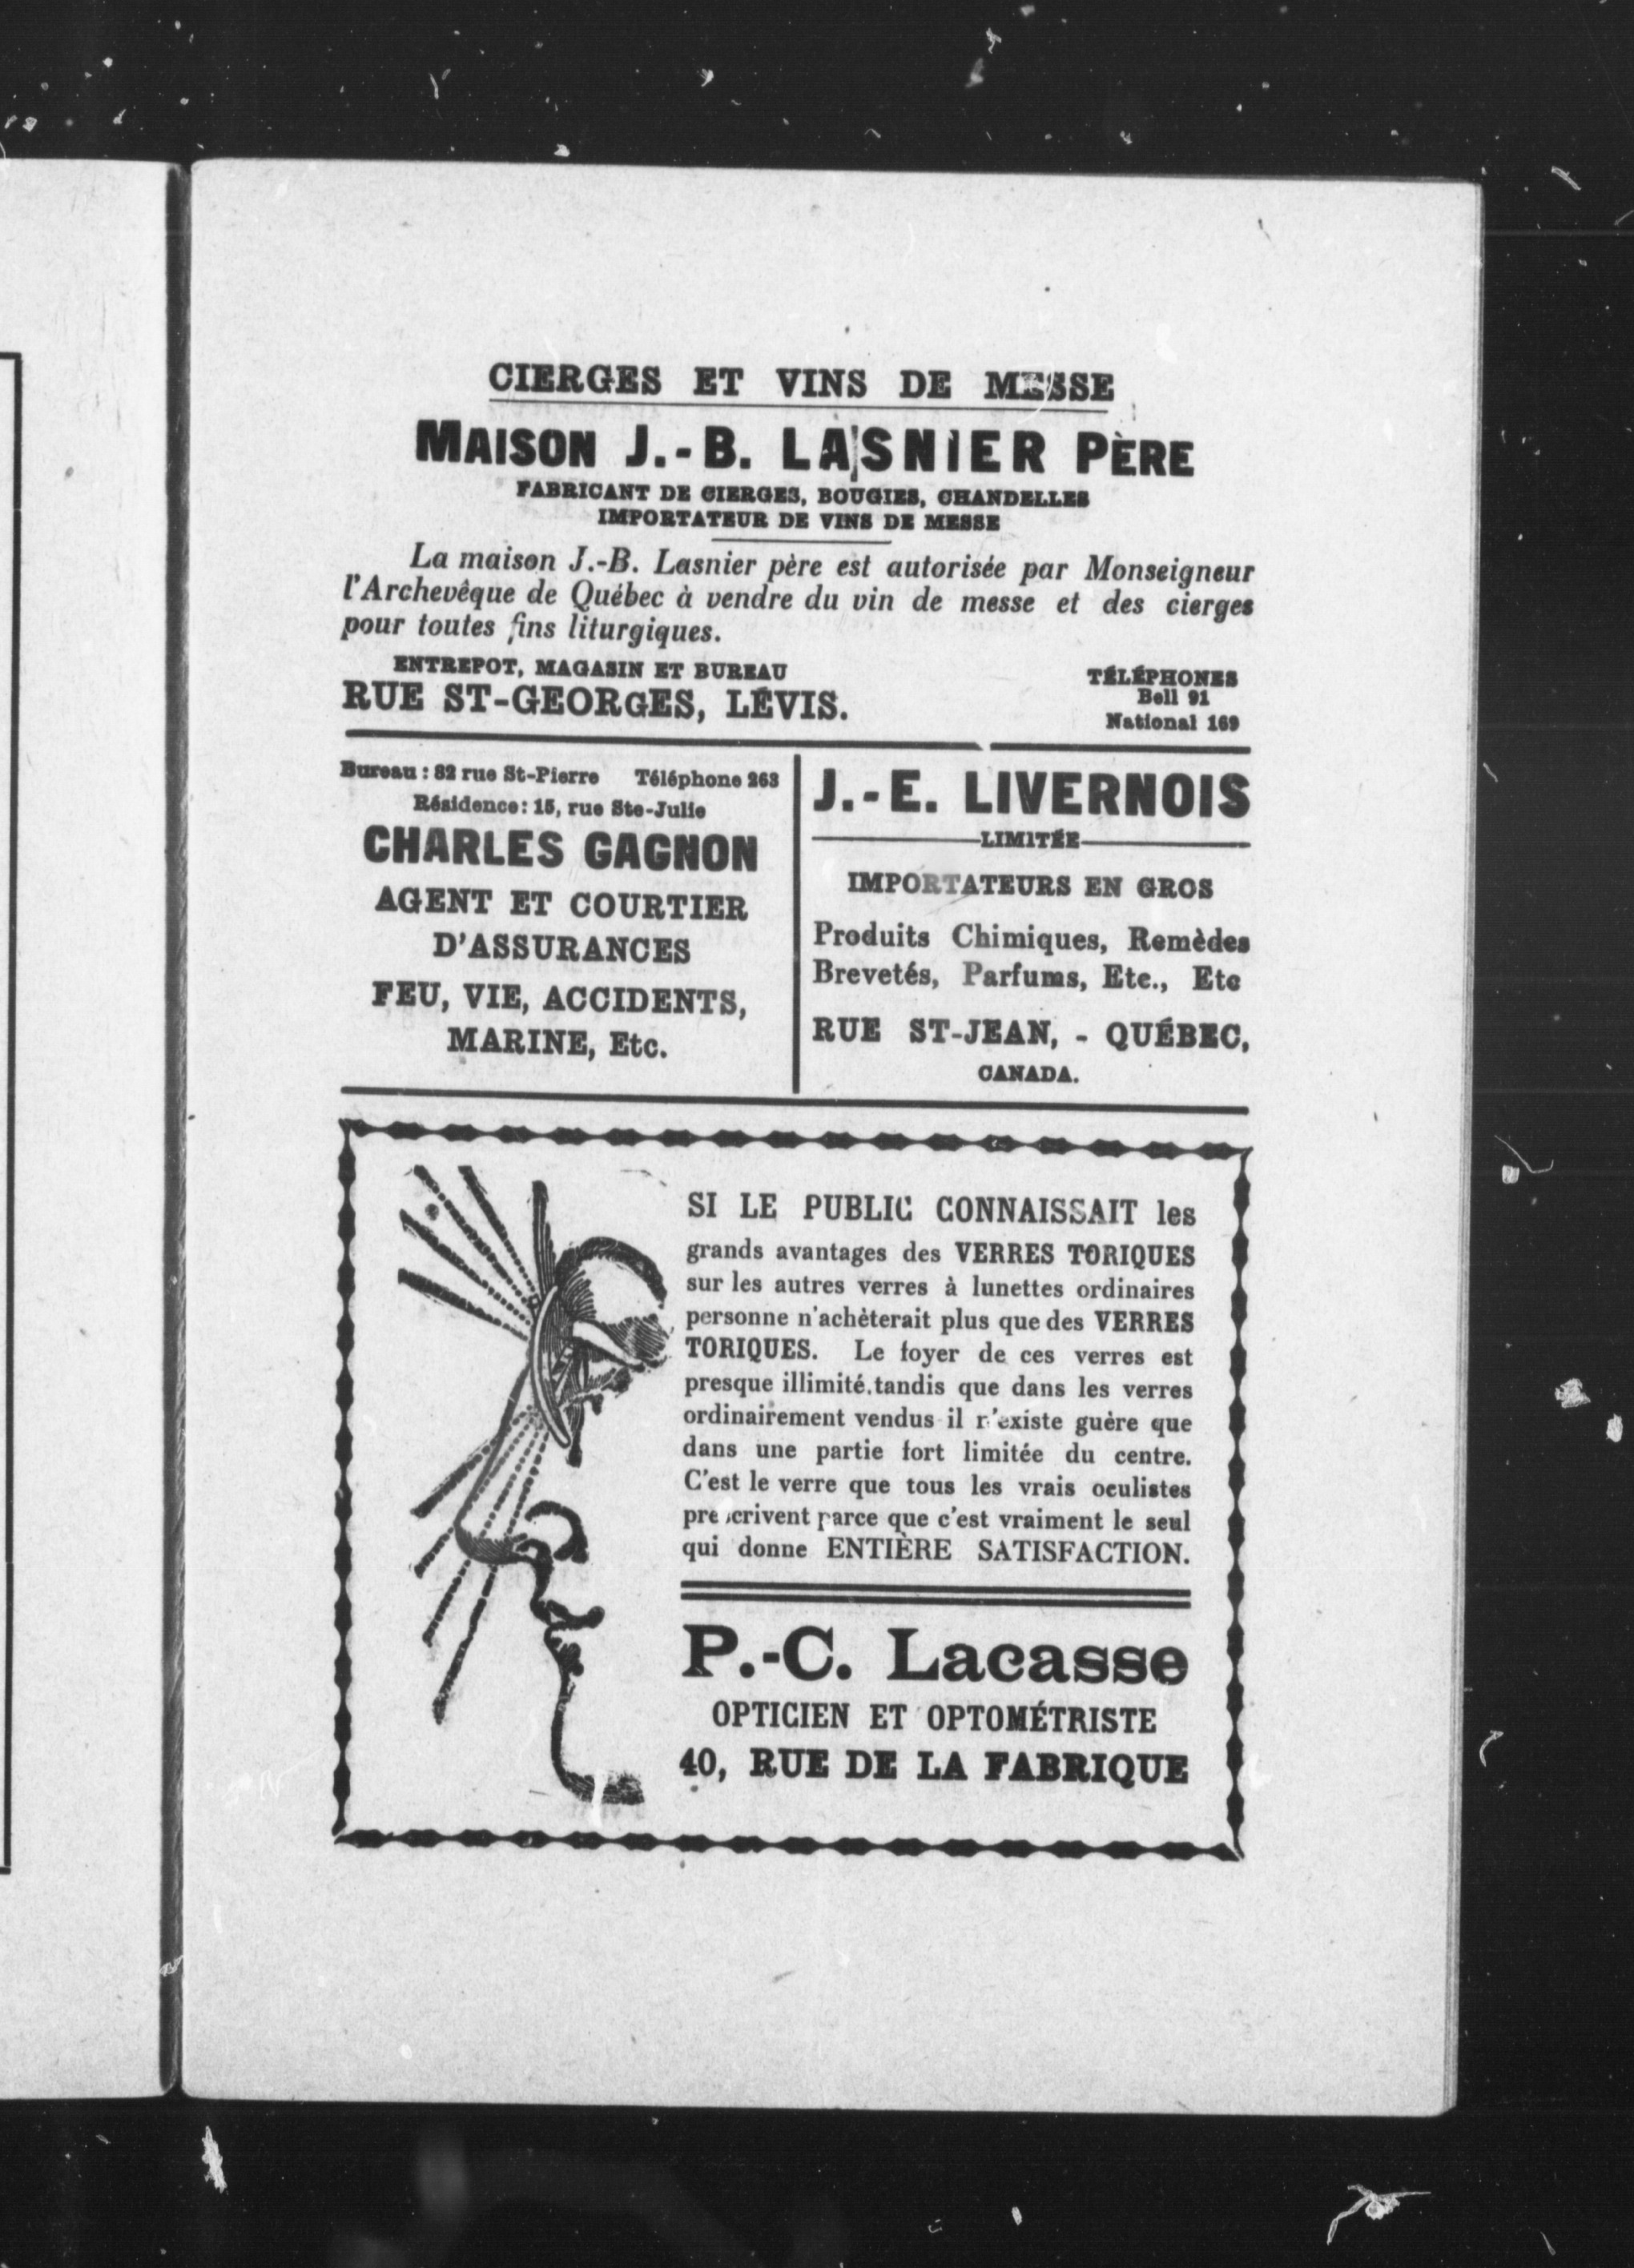 CIERGES ET VINS DE MESSE
MAISON J.-B. LASNIER PÈRE
FABRICANT DE CIERGES, BOUGIES, CHANDELLES
IMPORTATEUR DE VINS DE MESSE
La maison J.-B. Lasnier père est autorisée par Monseigneur
l'Archevêque de Québec à vendre du vin de messe et des cierges
pour toutes fins liturgiques.
ENTREPOT, MAGASIN ET BUREAU
RUE ST-GEORGES, LÉVIS.
TÉLÉPHONES
Bell 91
National 169
Bureau : 82 rue St-Pierre Téléphone 263
Résidence: 15, rue Ste-Julie
CHARLES GAGNON
AGENT ET COURTIER
D'ASSURANCES
FEU, VIE, ACCIDENTS,
MARINE, Etc.
J.-E. LIVERNOIS
LIMITÉE
IMPORTATEURS EN GROS
Produits Chimiques, Remèdes
Brevetés, Parfums, Etc., Etc
RUE ST-JEAN, - QUÉBEC,
CANADA.
SI LE PUBLIC CONNAISSAIT les
grands avantages des VERRES TORIQUES
sur les autres verres à lunettes ordinaires
personne n'achèterait plus que des VERRES
TORIQUES. Le foyer de ces verres est
presque illimité.tandis que dans les verres
ordinairement vendus il n'existe guère que
dans une partie fort limitée du centre.
C'est le verre que tous les vrais oculistes
prescrivent parce que c'est vraiment le seul
qui donne ENTIÈRE SATISFACTION.
P.-C. Lacasse
OPTICIEN ET OPTOMÉTRISTE
40, RUE DE LA FABRIQUE